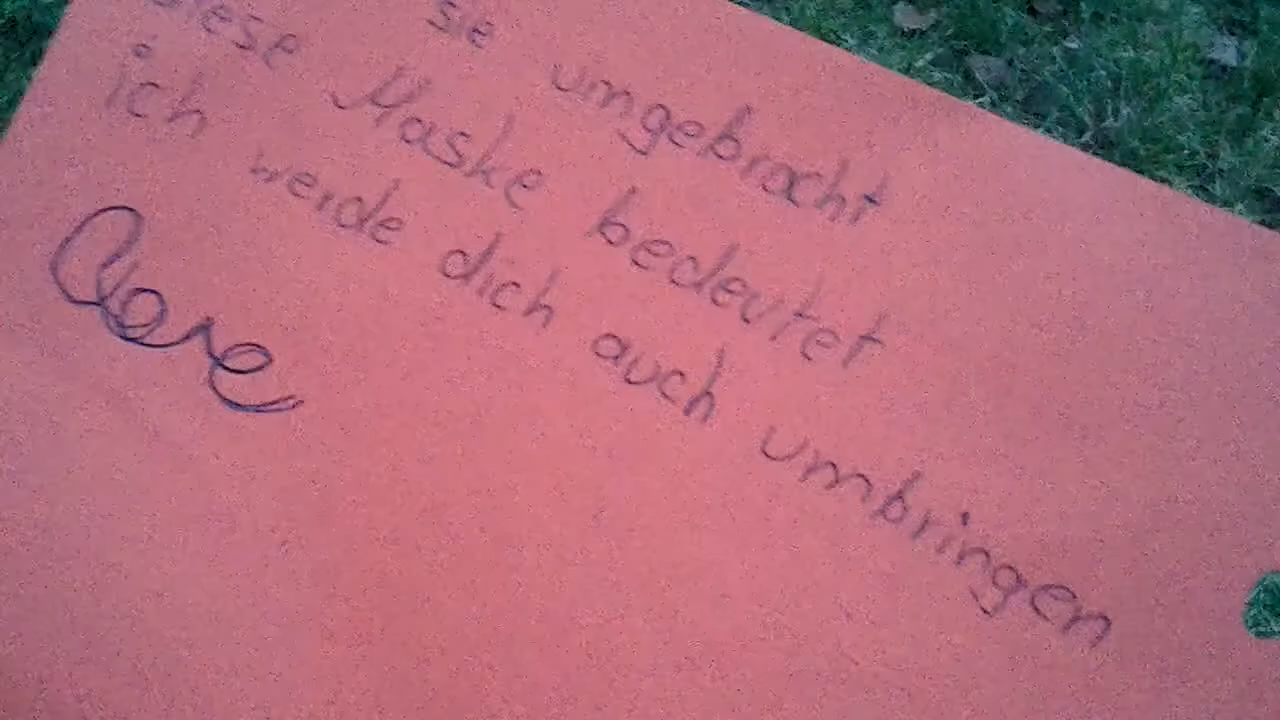 sie umgebracht
diese Maske bedeutet
ich werde dich auch umbringen